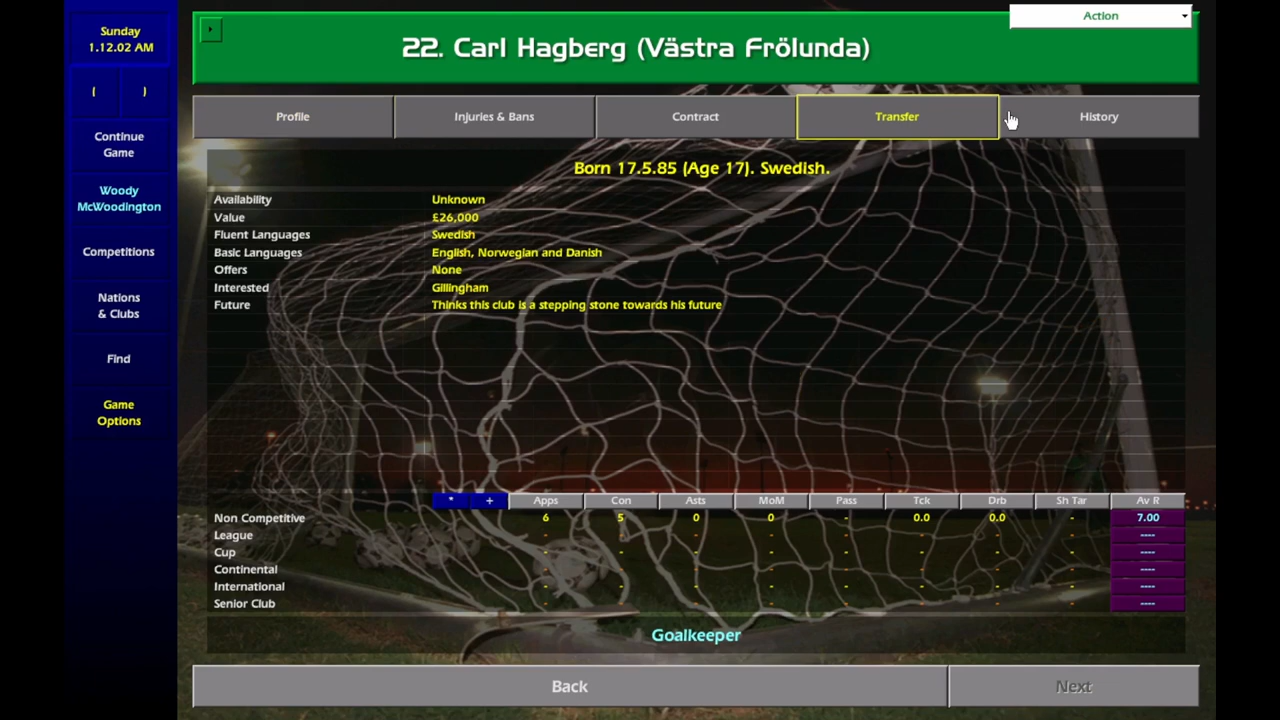 Action
Sunday
1.12.02 AM
22. Carl Hagberg (Västra Frölunda)
( )
Continue
Game
Woody
McWoodington
Competitions
Nations
& Clubs
Find
Game
Options
Profile Injuries & Bans Contract Transfer History
Born 17.5.85 (Age 17). Swedish.
Availability Unknown
Value £26,000
Fluent Languages Swedish
Basic Languages English, Norwegian and Danish
Offers None
Interested Gillingham
Future Thinks this club is a stepping stone towards his future
* + Apps Con Asts MoM Pass Tck Drb Sh Tar Av R
Non Competitive 6 5 0 0 - 0.0 0.0 - 7.00
League - - - - - - - - ----
Cup - - - - - - - - ----
Continental - - - - - - - - ----
International - - - - - - - - ----
Senior Club - - - - - - - - ----
Goalkeeper
Back Next